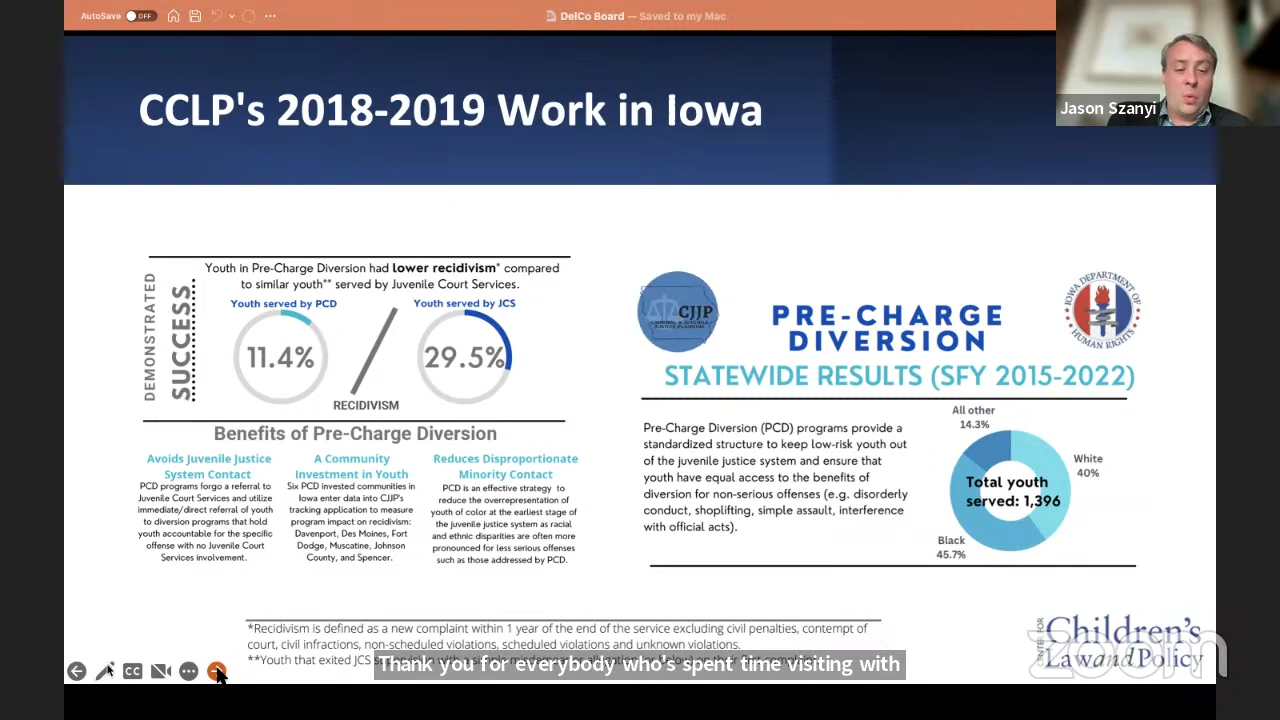 AutoSave OFF
DelCo Board — Saved to my Mac
Jason Szanyi
CCLP's 2018-2019 Work in Iowa
DEMONSTRATED
SUCCESS
Youth in Pre-Charge Diversion had lower recidivism* compared
to similar youth** served by Juvenile Court Services.
Youth served by PCD
Youth served by JCS
11.4%
29.5%
RECIDIVISM
Benefits of Pre-Charge Diversion
Avoids Juvenile Justice
System Contact
PCD programs forgo a referral to
Juvenile Court Services and utilize
immediate/direct referral of youth
to diversion programs that hold
youth accountable for the specific
offense with no Juvenile Court
Services involvement.
A Community
Investment in Youth
Six PCD invested communities in
Iowa enter data into CJJP's
tracking application to measure
program impact on recidivism:
Davenport, Des Moines, Fort
Dodge, Muscatine, Johnson
County, and Spencer.
Reduces Disproportionate
Minority Contact
PCD is an effective strategy to
reduce the overrepresentation of
youth of color at the earliest stage of
the juvenile justice system as racial
and ethnic disparities are often more
pronounced for less serious offenses
such as those addressed by PCD.
CJJP
CRIMINAL & JUVENILE
JUSTICE PLANNING
PRE-CHARGE
DIVERSION
IOWA DEPARTMENT OF
HUMAN RIGHTS
STATEWIDE RESULTS (SFY 2015-2022)
Pre-Charge Diversion (PCD) programs provide a
standardized structure to keep low-risk youth out
of the juvenile justice system and ensure that
youth have equal access to the benefits of
diversion for non-serious offenses (e.g. disorderly
conduct, shoplifting, simple assault, interference
with official acts).
All other
14.3%
White
40%
Total youth
served: 1,396
Black
45.7%
*Recidivism is defined as a new complaint within 1 year of the end of the service excluding civil penalties, contempt of
court, civil infractions, non-scheduled violations, scheduled violations and unknown violations.
**Youth that exited JCS
Thank you for everybody who's spent time visiting with
CC
CENTER FOR
Children's
Law and Policy
zoom